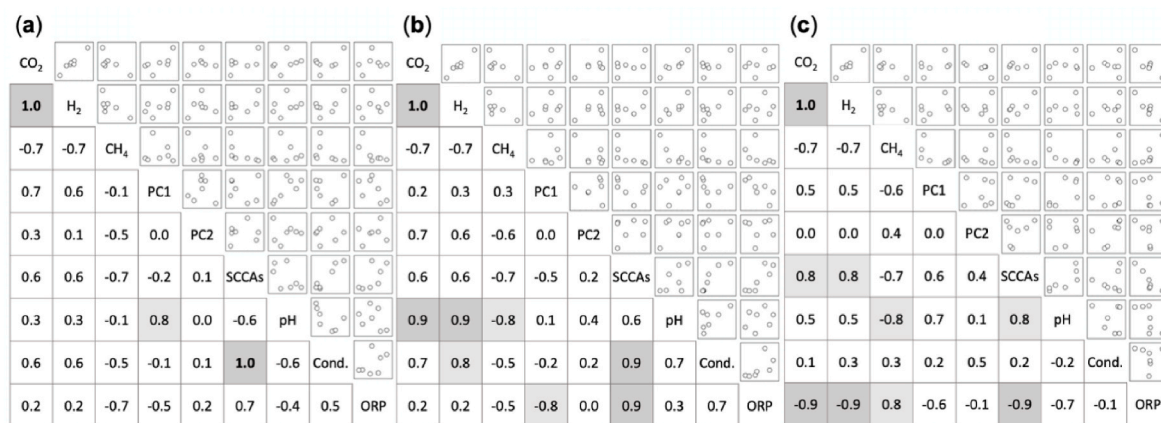 (a) (b) (c)
CO₂ CO₂ CO₂
1.0 H₂ 1.0 H₂ 1.0 H₂
-0.7 -0.7 CH₄ -0.7 -0.7 CH₄ -0.7 -0.7 CH₄
0.7 0.6 -0.1 PC1 0.2 0.3 0.3 PC1 0.5 0.5 -0.6 PC1
0.3 0.1 -0.5 0.0 PC2 0.7 0.6 -0.6 0.0 PC2 0.0 0.0 0.4 0.0 PC2
0.6 0.6 -0.7 -0.2 0.1 SCCAs 0.6 0.6 -0.7 -0.5 0.2 SCCAs 0.8 0.8 -0.7 0.6 0.4 SCCAs
0.3 0.3 -0.1 0.8 0.0 -0.6 pH 0.9 0.9 -0.8 0.1 0.4 0.6 pH 0.5 0.5 -0.8 0.7 0.1 0.8 pH
0.6 0.6 -0.5 -0.1 0.1 1.0 -0.6 Cond. 0.7 0.8 -0.5 -0.2 0.2 0.9 0.7 Cond. 0.1 0.3 0.3 0.2 0.5 0.2 -0.2 Cond.
0.2 0.2 -0.7 -0.5 0.2 0.7 -0.4 0.5 ORP 0.2 0.2 -0.5 -0.8 0.0 0.9 0.3 0.7 ORP -0.9 -0.9 0.8 -0.6 -0.1 -0.9 -0.7 -0.1 ORP